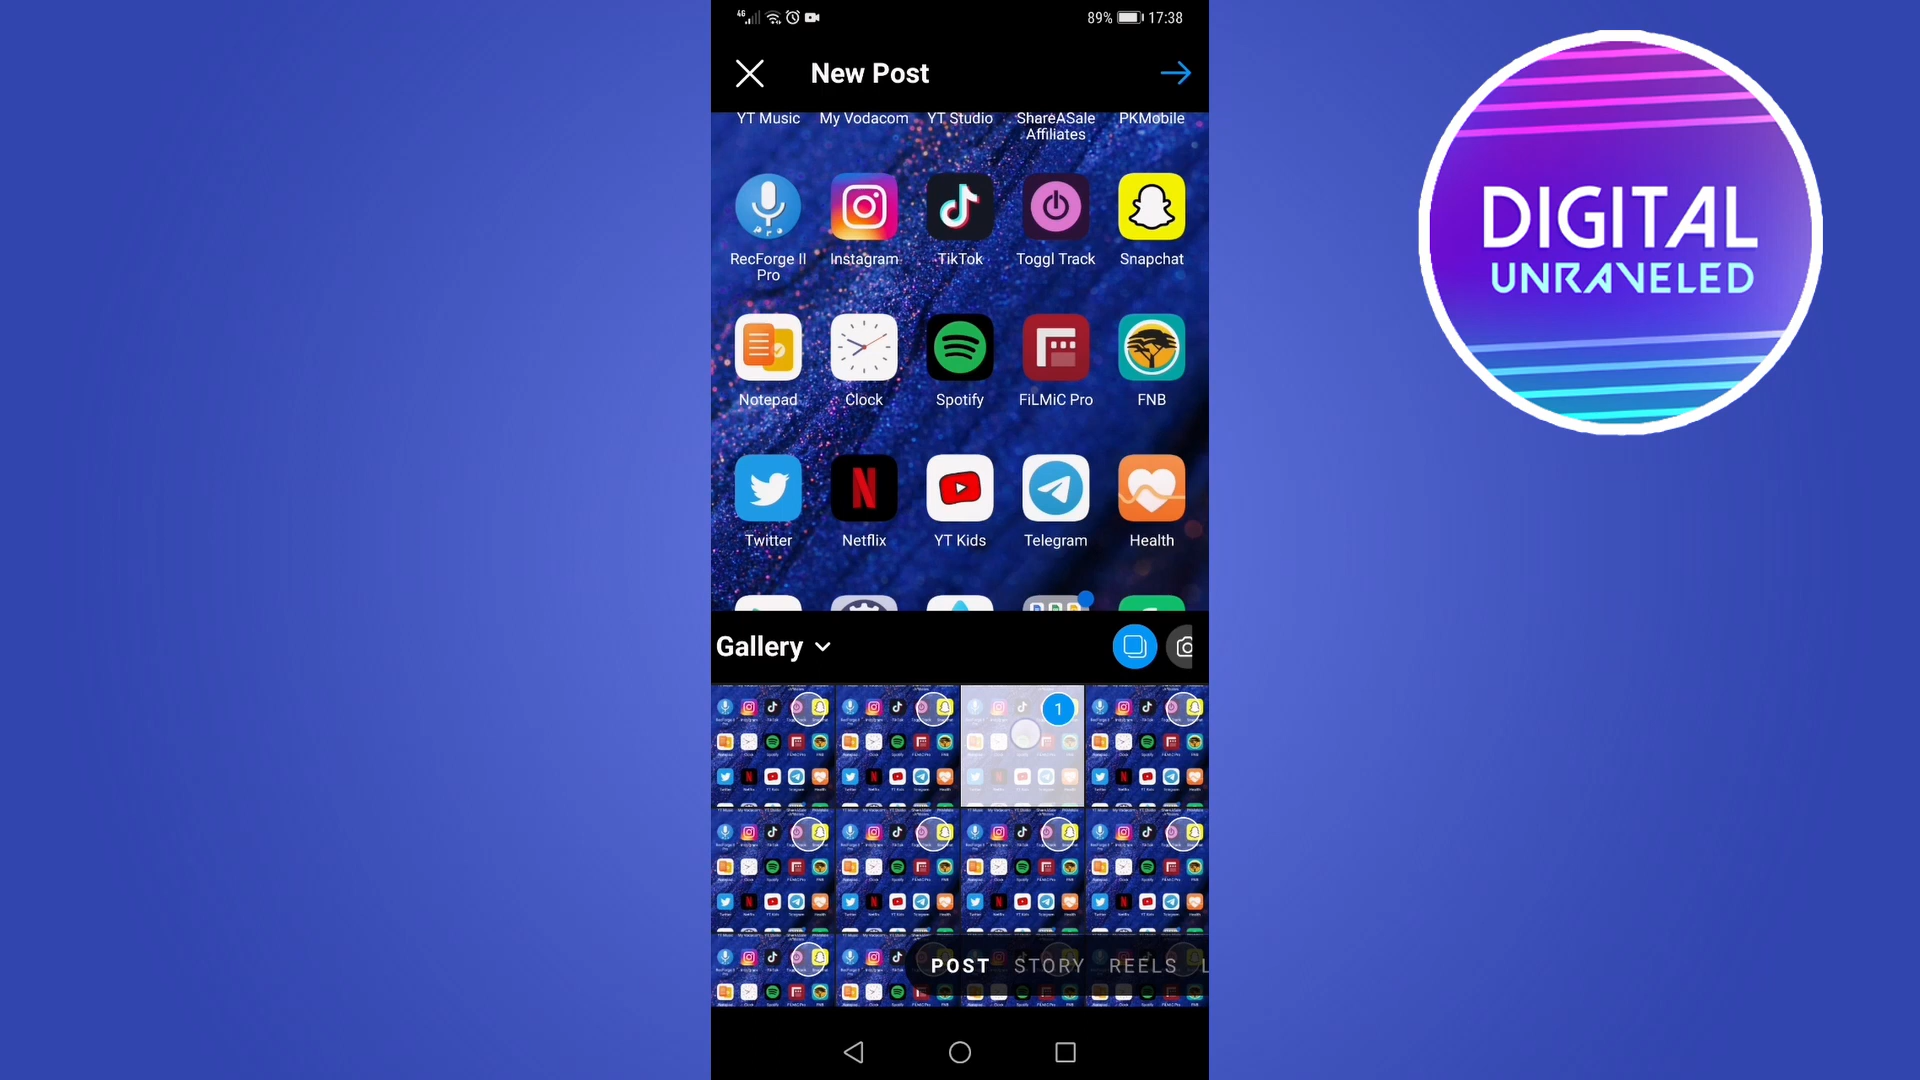 4G 89% 17:38
New Post
YT Music My Vodacom YT Studio ShareASale Affiliates PKMobile
RecForge II Pro Instagram TikTok Toggl Track Snapchat
Notepad Clock Spotify FiLMiC Pro FNB
Twitter Netflix YT Kids Telegram Health
Gallery
1
POST STORY REELS L
DIGITAL
UNRAVELED